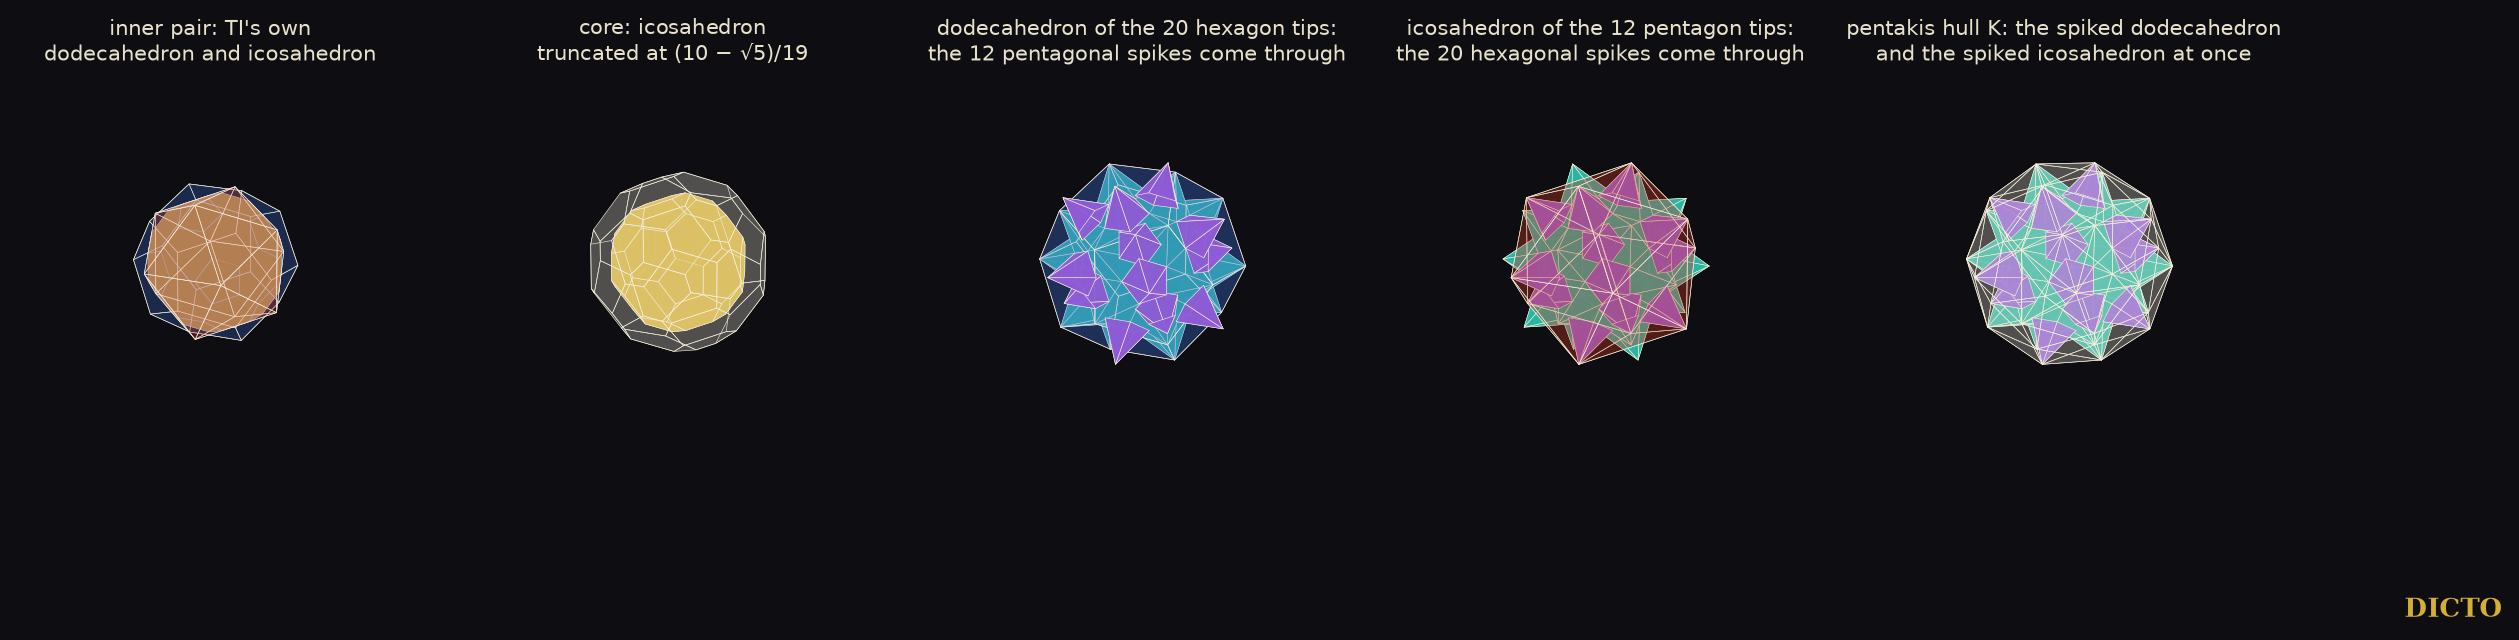 inner pair: TI's own
dodecahedron and icosahedron
core: icosahedron
truncated at (10 − √5)/19
dodecahedron of the 20 hexagon tips:
the 12 pentagonal spikes come through
icosahedron of the 12 pentagon tips:
the 20 hexagonal spikes come through
pentakis hull K: the spiked dodecahedron
and the spiked icosahedron at once
DICTO